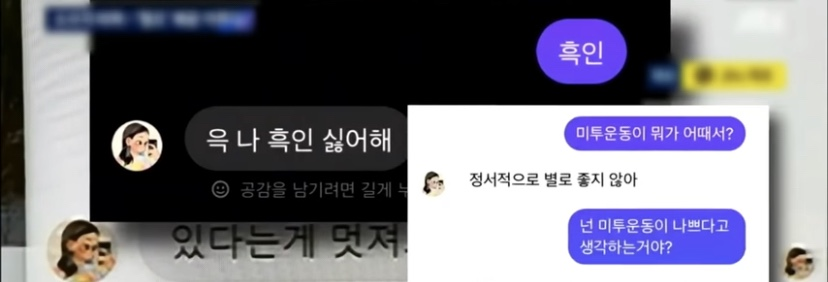 흑인
윽 나 흑인 싫어해
공감을 남기려면 길게 누
미투운동이 뭐가 어때서?
정서적으로 별로 좋지 않아
넌 미투운동이 나쁘다고
생각하는거야?
있다는게 멋져